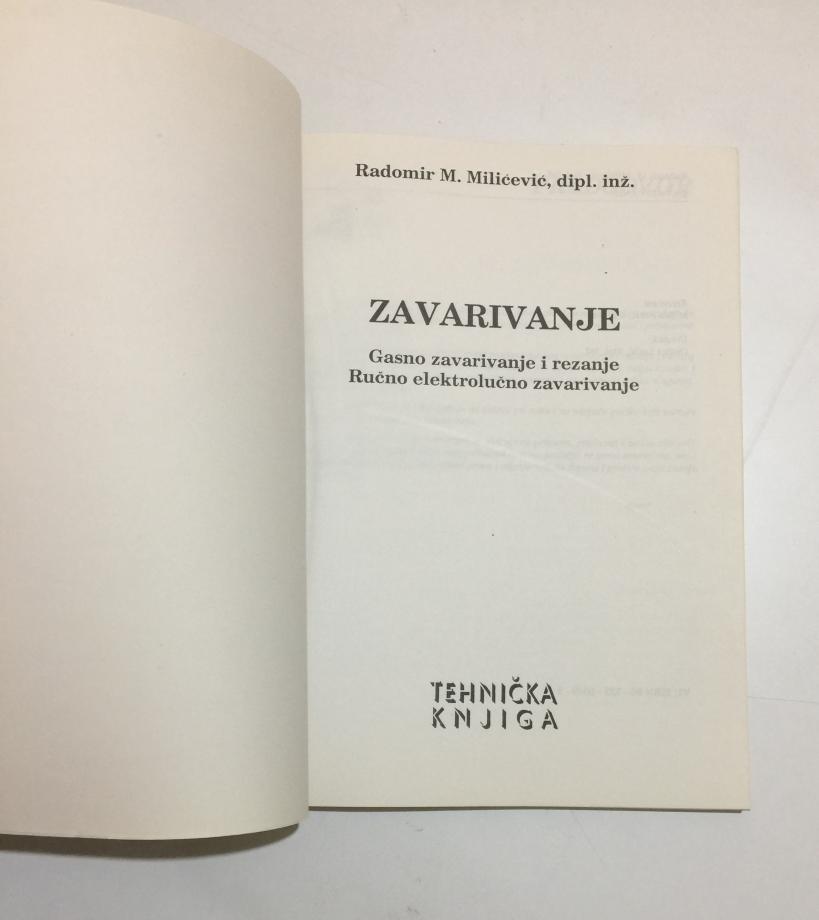 Radomir M. Milićević, dipl. inž.
ZAVARIVANJE
Gasno zavarivanje i rezanje
Ručno elektrolučno zavarivanje
TEHNIČKA
KNJIGA